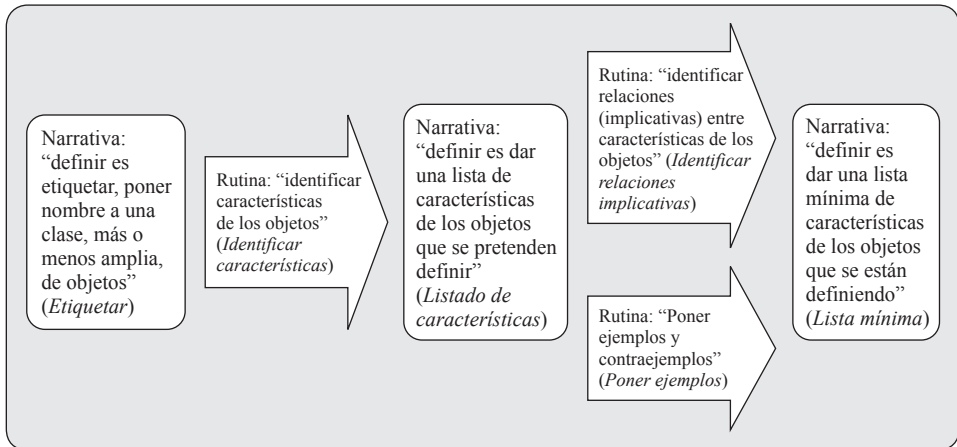 Narrativa:
“definir es
etiquetar, poner
nombre a una
clase, más o
menos amplia,
de objetos”
(Etiquetar)
Rutina: “identificar
características
de los objetos”
(Identificar
características)
Narrativa:
“definir es dar
una lista de
características
de los objetos
que se pretenden
definir”
(Listado de
características)
Rutina: “identificar
relaciones
(implicativas) entre
características de los
objetos” (Identificar
relaciones
implicativas)
Rutina: “Poner
ejemplos y
contraejemplos”
(Poner ejemplos)
Narrativa:
“definir es
dar una lista
mínima de
características
de los objetos
que se están
definiendo”
(Lista mínima)